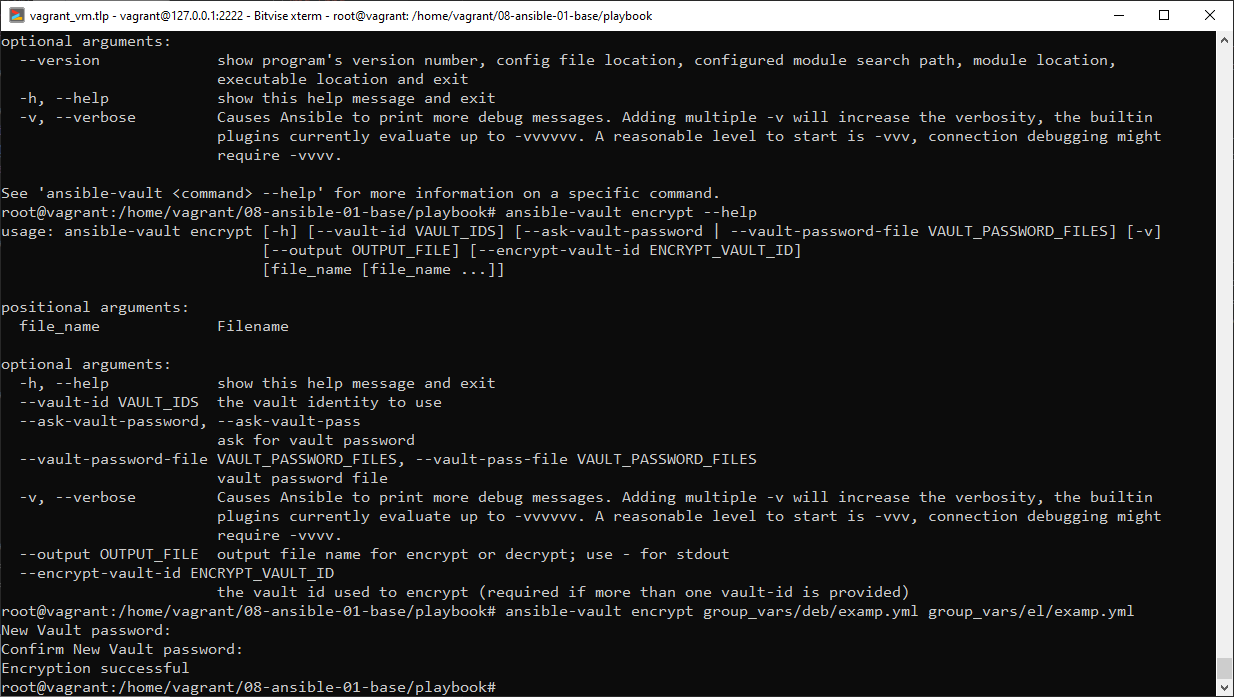 vagrant_vm.tlp - vagrant@127.0.0.1:2222 - Bitvise xterm - root@vagrant: /home/vagrant/08-ansible-01-base/playbook
optional arguments:
  --version             show program's version number, config file location, configured module search path, module location,
                        executable location and exit
  -h, --help            show this help message and exit
  -v, --verbose         Causes Ansible to print more debug messages. Adding multiple -v will increase the verbosity, the builtin
                        plugins currently evaluate up to -vvvvvv. A reasonable level to start is -vvv, connection debugging might
                        require -vvvv.

See 'ansible-vault <command> --help' for more information on a specific command.
root@vagrant:/home/vagrant/08-ansible-01-base/playbook# ansible-vault encrypt --help
usage: ansible-vault encrypt [-h] [--vault-id VAULT_IDS] [--ask-vault-password | --vault-password-file VAULT_PASSWORD_FILES] [-v]
                             [--output OUTPUT_FILE] [--encrypt-vault-id ENCRYPT_VAULT_ID]
                             [file_name [file_name ...]]

positional arguments:
  file_name             Filename

optional arguments:
  -h, --help            show this help message and exit
  --vault-id VAULT_IDS  the vault identity to use
  --ask-vault-password, --ask-vault-pass
                        ask for vault password
  --vault-password-file VAULT_PASSWORD_FILES, --vault-pass-file VAULT_PASSWORD_FILES
                        vault password file
  -v, --verbose         Causes Ansible to print more debug messages. Adding multiple -v will increase the verbosity, the builtin
                        plugins currently evaluate up to -vvvvvv. A reasonable level to start is -vvv, connection debugging might
                        require -vvvv.
  --output OUTPUT_FILE  output file name for encrypt or decrypt; use - for stdout
  --encrypt-vault-id ENCRYPT_VAULT_ID
                        the vault id used to encrypt (required if more than one vault-id is provided)
root@vagrant:/home/vagrant/08-ansible-01-base/playbook# ansible-vault encrypt group_vars/deb/examp.yml group_vars/el/examp.yml
New Vault password:
Confirm New Vault password:
Encryption successful
root@vagrant:/home/vagrant/08-ansible-01-base/playbook#